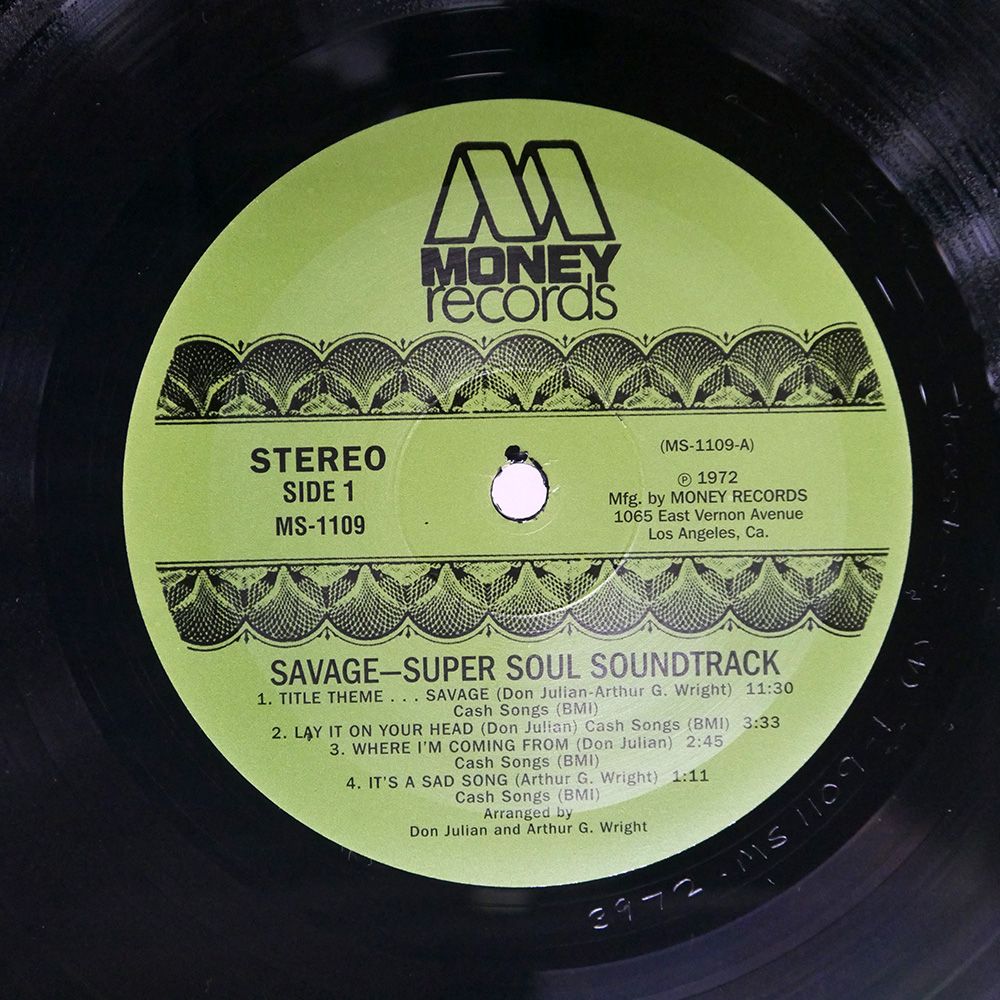 MONEY
records
STEREO
SIDE 1
MS-1109
(MS-1109-A)
℗ 1972
Mfg. by MONEY RECORDS
1065 East Vernon Avenue
Los Angeles, Ca.
SAVAGE—SUPER SOUL SOUNDTRACK
1. TITLE THEME . . . SAVAGE (Don Julian-Arthur G. Wright) 11:30
Cash Songs (BMI)
2. LAY IT ON YOUR HEAD (Don Julian) Cash Songs (BMI) 3:33
3. WHERE I'M COMING FROM (Don Julian) 2:45
Cash Songs (BMI)
4. IT'S A SAD SONG (Arthur G. Wright) 1:11
Cash Songs (BMI)
Arranged by
Don Julian and Arthur G. Wright
3972.MS1109-1 (1)